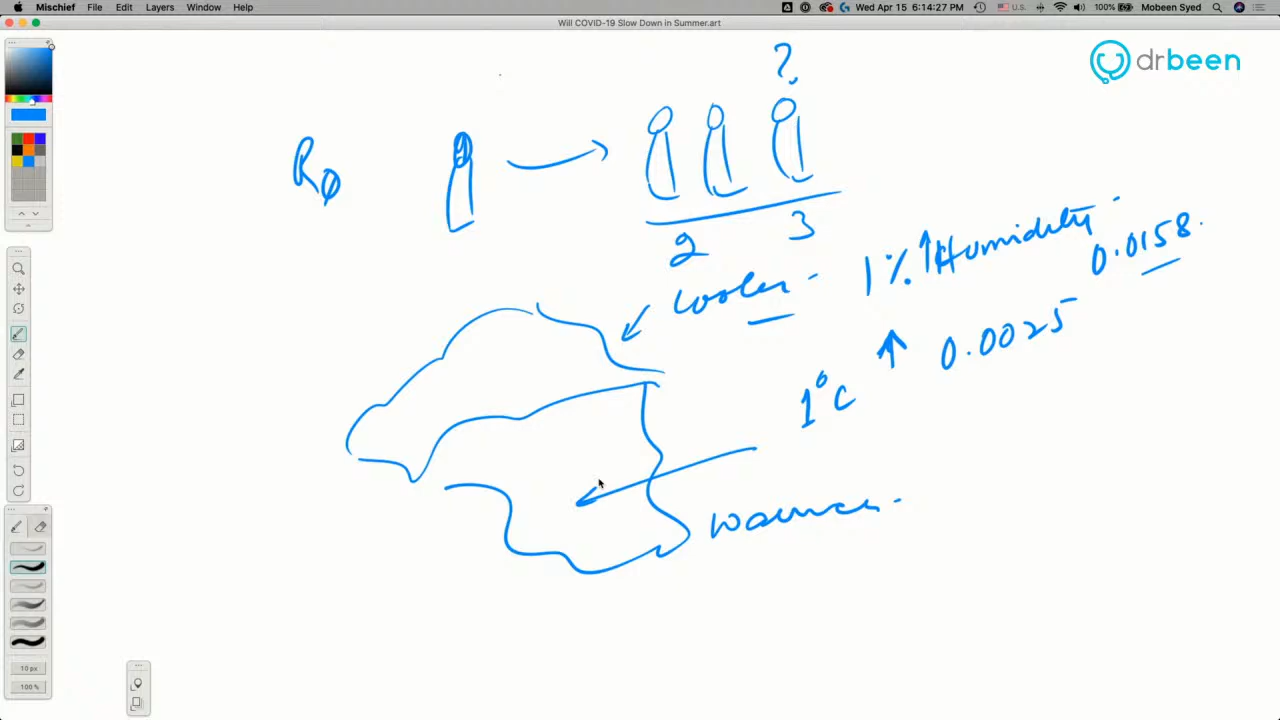 Mischief File Edit Layers Window Help
100% Wed Apr 15 6:14:27 PM Mobeen Syed
U.S.
Will COVID-19 Slow Down in Summer.art
drbeen
?
R0
2 3
Cooler
1% ↑ Humidity
0.0158
1°C ↑ 0.0025
Warmer
10 px
100%